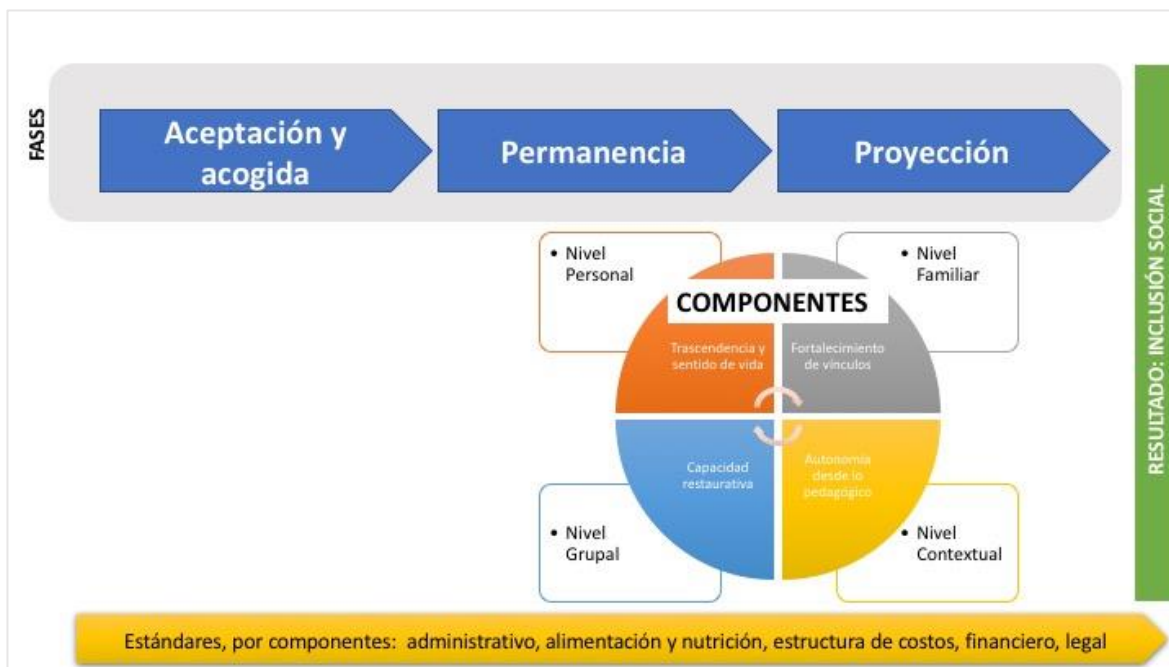 FASES
Aceptación y
acogida
Permanencia
Proyección
• Nivel
Personal
• Nivel
Familiar
COMPONENTES
Trascendencia y
sentido de vida
Fortalecimiento
de vínculos
Capacidad
restaurativa
Autonomía
desde lo
pedagógico
• Nivel
Grupal
• Nivel
Contextual
RESULTADO: INCLUSIÓN SOCIAL
Estándares, por componentes: administrativo, alimentación y nutrición, estructura de costos, financiero, legal